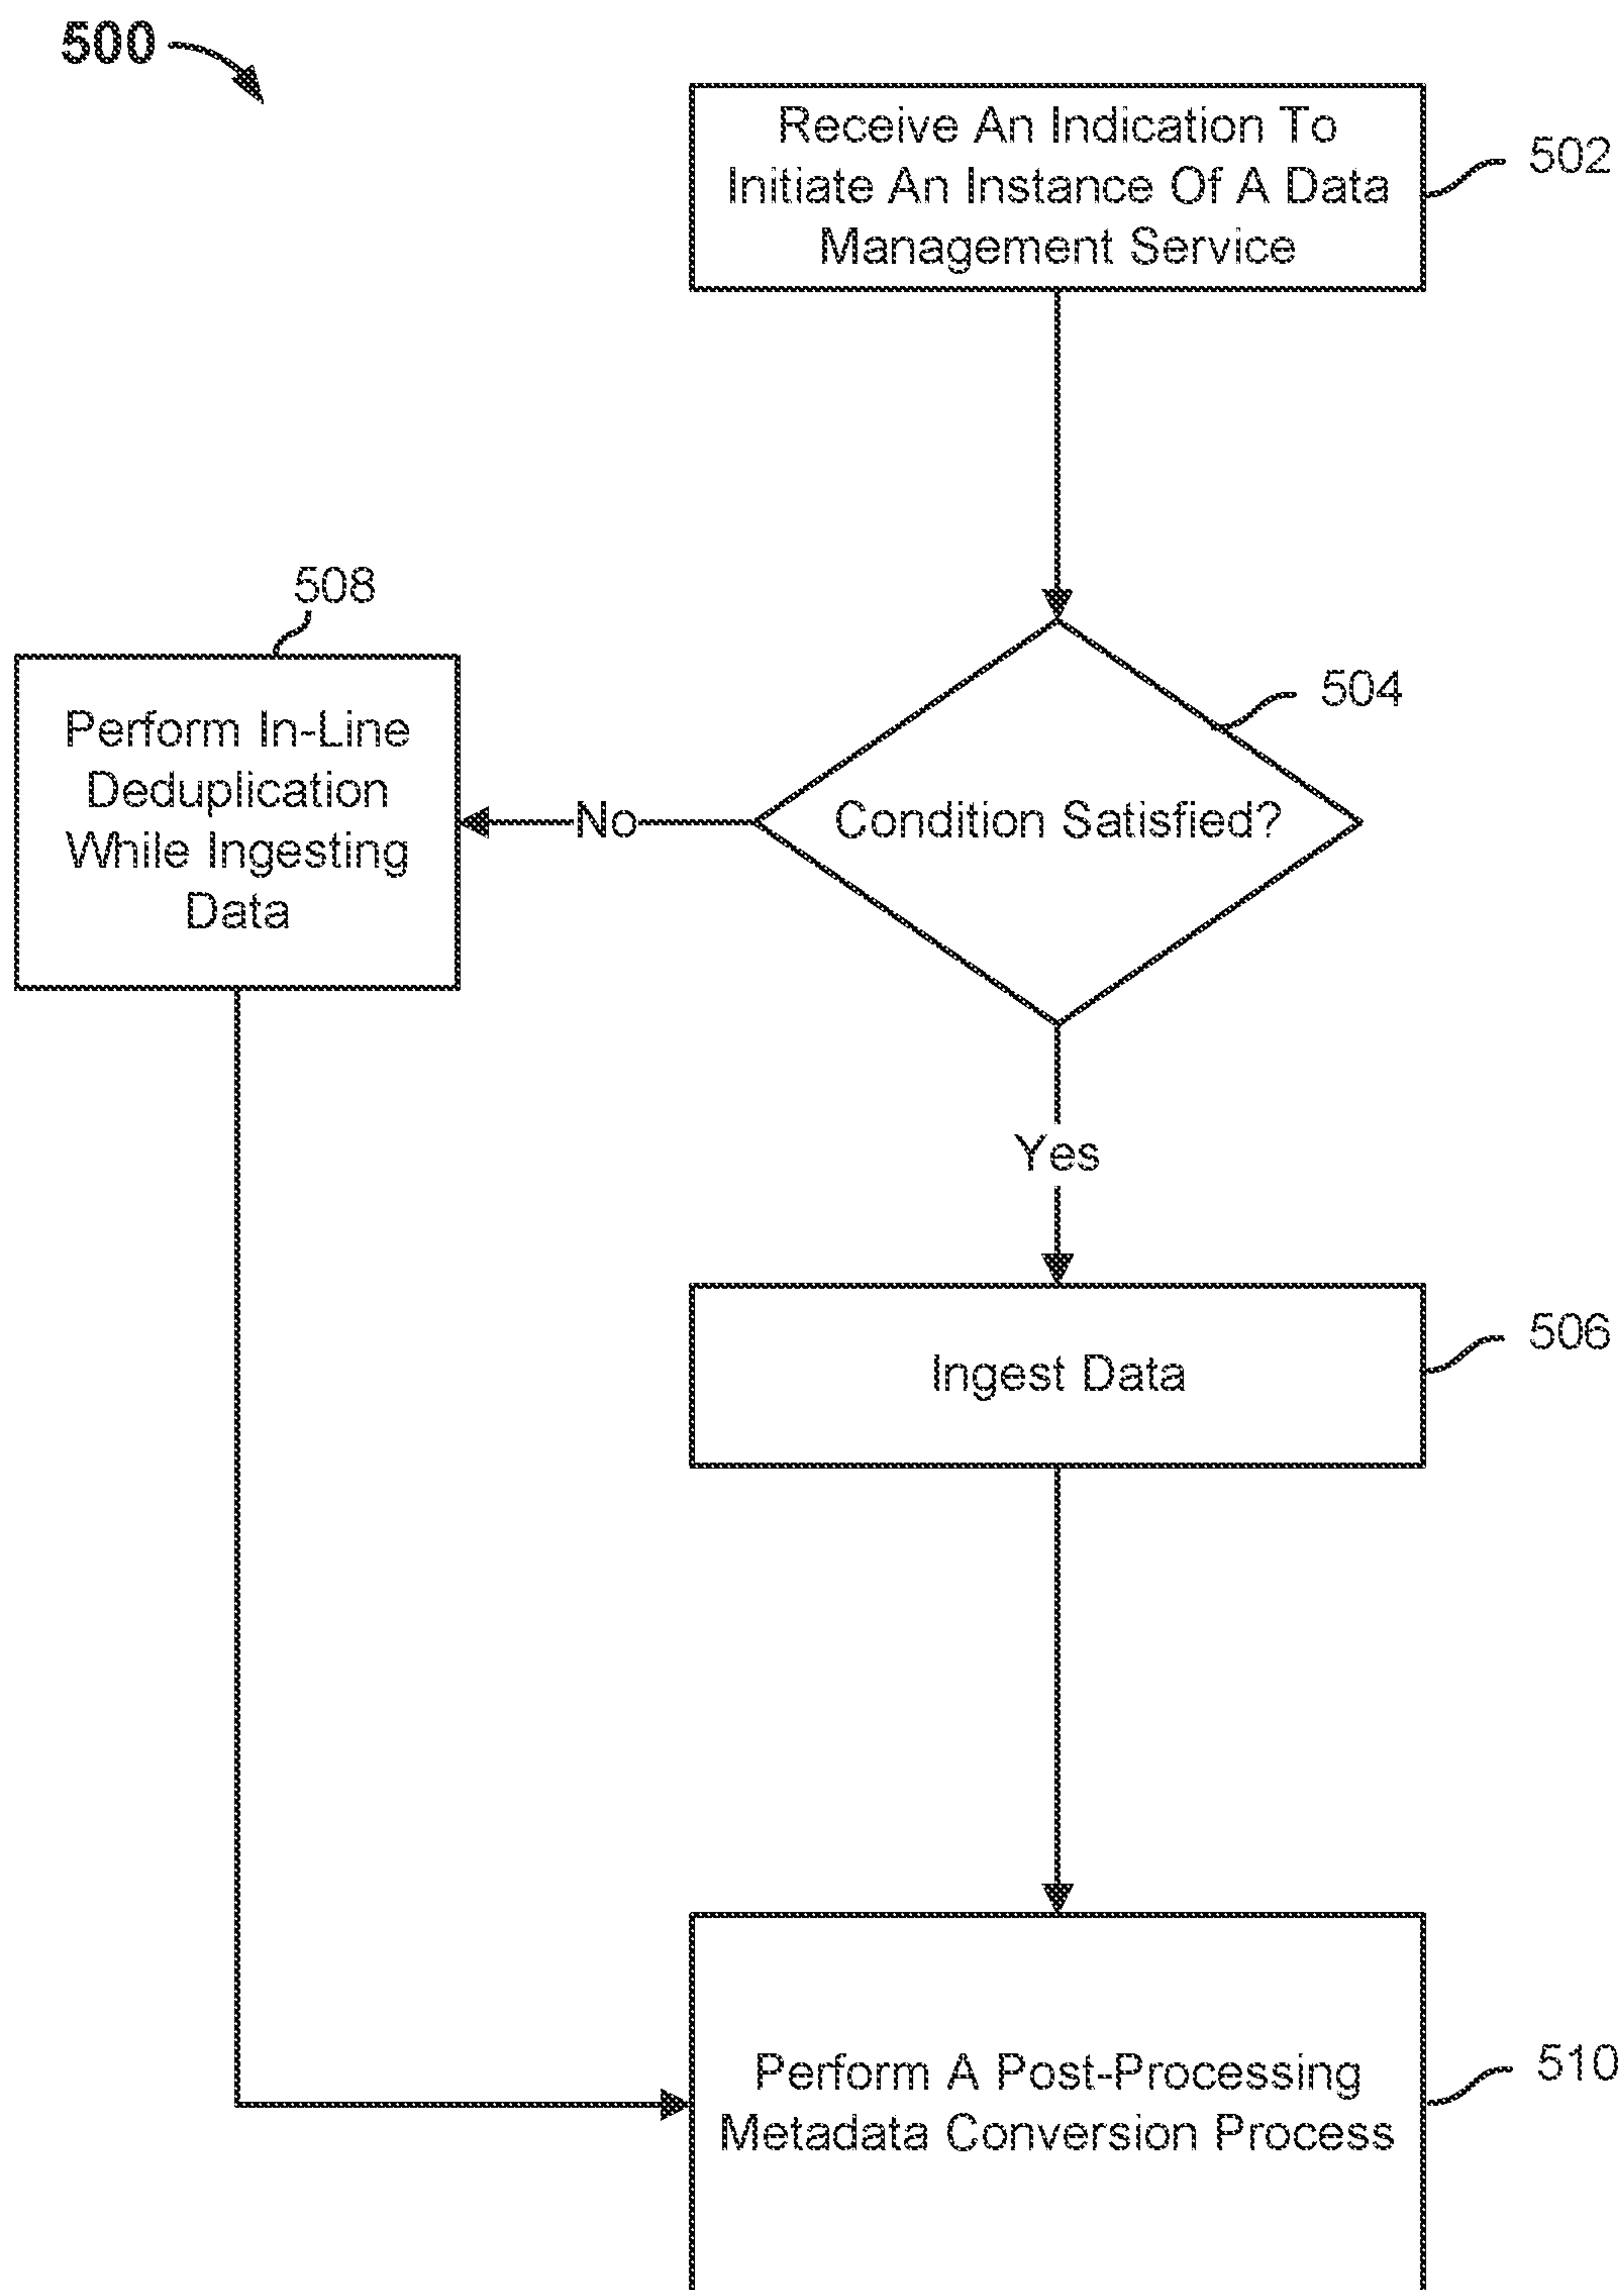 500
Receive An Indication To
Initiate An Instance Of A Data
Management Service
502
508
504
Perform In-Line
Deduplication
While Ingesting
Data
No
Condition Satisfied?
Yes
506
Ingest Data
510
Perform A Post-Processing
Metadata Conversion Process